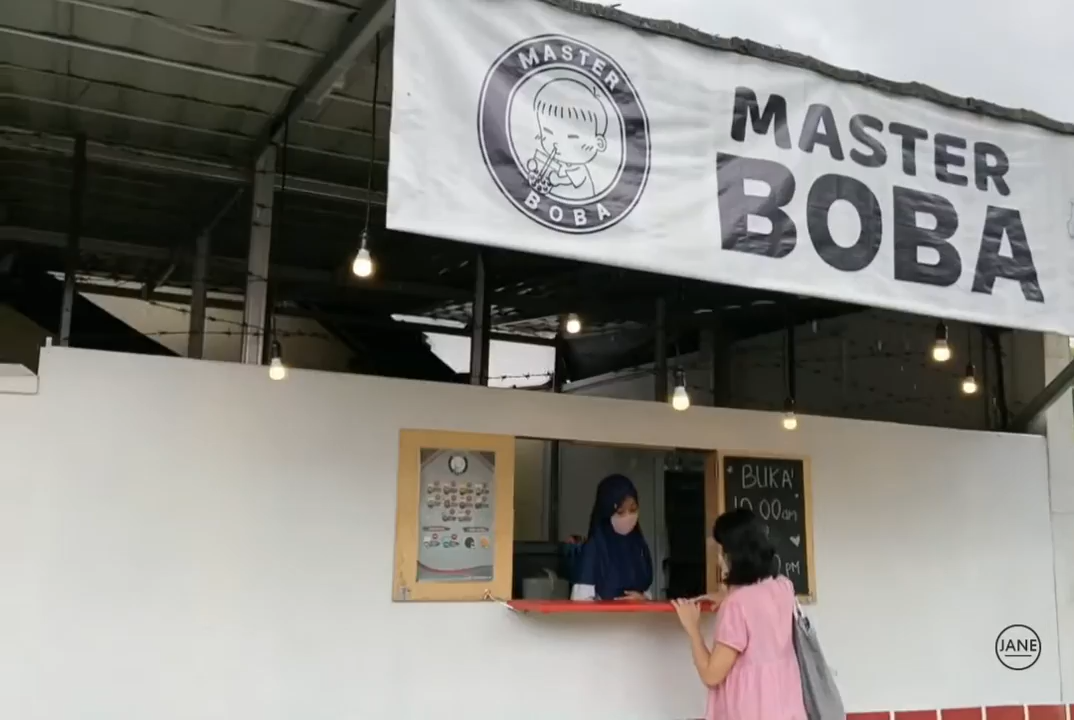 MASTER
BOBA
MASTER
BOBA
BUKA'
10.00am
PM
JANE